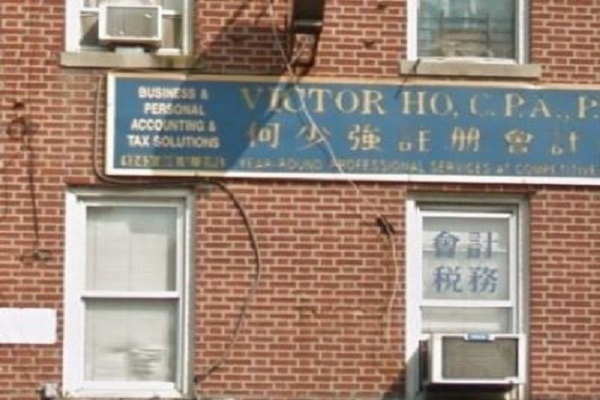 BUSINESS &
PERSONAL
ACCOUNTING &
TAX SOLUTIONS
VICTOR HO, C.P.A., P.
何少強註册會計
YEAR-ROUND PROFESSIONAL SERVICES AT COMPETITIVE
會計
税務